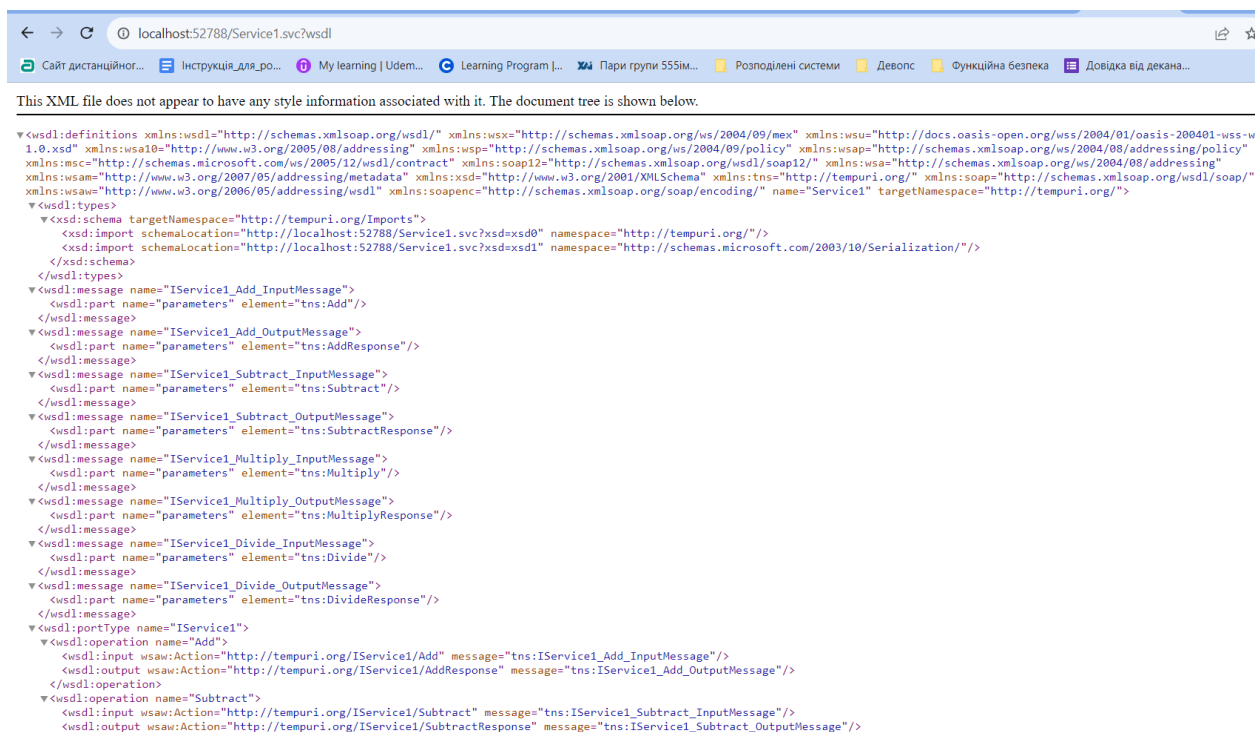 localhost:52788/Service1.svc?wsdl
Сайт дистанційног... Інструкція_для_ро... My learning | Udem... Learning Program |... Пари групи 555ім... Розподілені системи Девопс Функційна безпека Довідка від декана...
This XML file does not appear to have any style information associated with it. The document tree is shown below.
▼<wsdl:definitions xmlns:wsdl="http://schemas.xmlsoap.org/wsdl/" xmlns:wsx="http://schemas.xmlsoap.org/ws/2004/09/mex" xmlns:wsu="http://docs.oasis-open.org/wss/2004/01/oasis-200401-wss-w
1.0.xsd" xmlns:wsa10="http://www.w3.org/2005/08/addressing" xmlns:wsp="http://schemas.xmlsoap.org/ws/2004/09/policy" xmlns:wsap="http://schemas.xmlsoap.org/ws/2004/08/addressing/policy"
xmlns:msc="http://schemas.microsoft.com/ws/2005/12/wsdl/contract" xmlns:soap12="http://schemas.xmlsoap.org/wsdl/soap12/" xmlns:wsa="http://schemas.xmlsoap.org/ws/2004/08/addressing"
xmlns:wsam="http://www.w3.org/2007/05/addressing/metadata" xmlns:xsd="http://www.w3.org/2001/XMLSchema" xmlns:tns="http://tempuri.org/" xmlns:soap="http://schemas.xmlsoap.org/wsdl/soap/"
xmlns:wsaw="http://www.w3.org/2006/05/addressing/wsdl" xmlns:soapenc="http://schemas.xmlsoap.org/soap/encoding/" name="Service1" targetNamespace="http://tempuri.org/">
▼<wsdl:types>
▼<xsd:schema targetNamespace="http://tempuri.org/Imports">
<xsd:import schemaLocation="http://localhost:52788/Service1.svc?xsd=xsd0" namespace="http://tempuri.org/"/>
<xsd:import schemaLocation="http://localhost:52788/Service1.svc?xsd=xsd1" namespace="http://schemas.microsoft.com/2003/10/Serialization/"/>
</xsd:schema>
</wsdl:types>
▼<wsdl:message name="IService1_Add_InputMessage">
<wsdl:part name="parameters" element="tns:Add"/>
</wsdl:message>
▼<wsdl:message name="IService1_Add_OutputMessage">
<wsdl:part name="parameters" element="tns:AddResponse"/>
</wsdl:message>
▼<wsdl:message name="IService1_Subtract_InputMessage">
<wsdl:part name="parameters" element="tns:Subtract"/>
</wsdl:message>
▼<wsdl:message name="IService1_Subtract_OutputMessage">
<wsdl:part name="parameters" element="tns:SubtractResponse"/>
</wsdl:message>
▼<wsdl:message name="IService1_Multiply_InputMessage">
<wsdl:part name="parameters" element="tns:Multiply"/>
</wsdl:message>
▼<wsdl:message name="IService1_Multiply_OutputMessage">
<wsdl:part name="parameters" element="tns:MultiplyResponse"/>
</wsdl:message>
▼<wsdl:message name="IService1_Divide_InputMessage">
<wsdl:part name="parameters" element="tns:Divide"/>
</wsdl:message>
▼<wsdl:message name="IService1_Divide_OutputMessage">
<wsdl:part name="parameters" element="tns:DivideResponse"/>
</wsdl:message>
▼<wsdl:portType name="IService1">
▼<wsdl:operation name="Add">
<wsdl:input wsaw:Action="http://tempuri.org/IService1/Add" message="tns:IService1_Add_InputMessage"/>
<wsdl:output wsaw:Action="http://tempuri.org/IService1/AddResponse" message="tns:IService1_Add_OutputMessage"/>
</wsdl:operation>
▼<wsdl:operation name="Subtract">
<wsdl:input wsaw:Action="http://tempuri.org/IService1/Subtract" message="tns:IService1_Subtract_InputMessage"/>
<wsdl:output wsaw:Action="http://tempuri.org/IService1/SubtractResponse" message="tns:IService1_Subtract_OutputMessage"/>